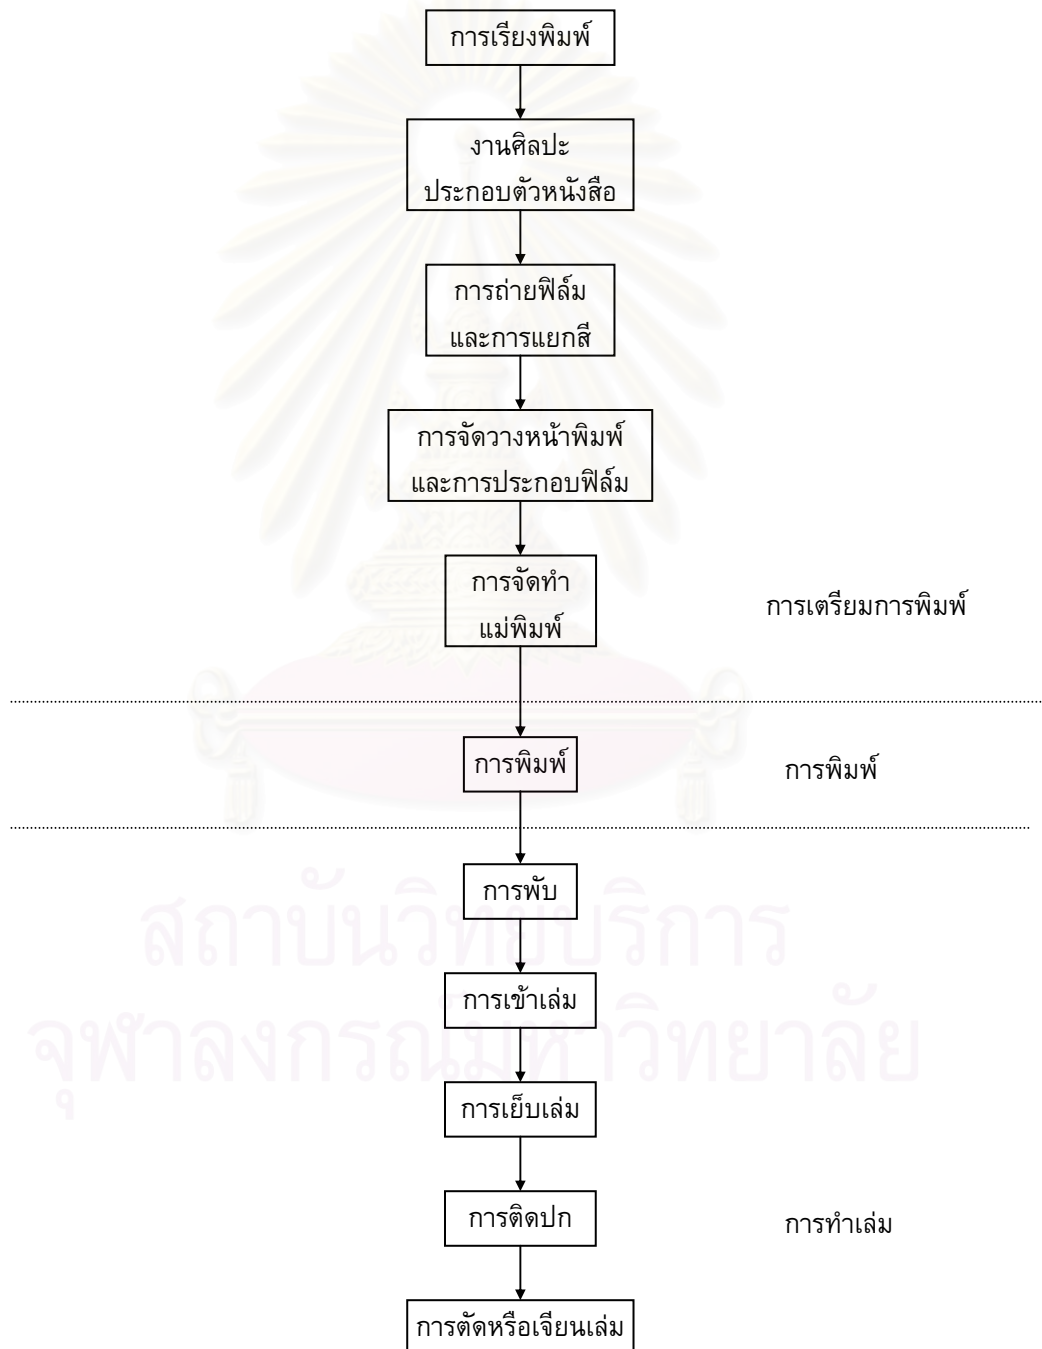 การเรียงพิมพ์
งานศิลปะ
ประกอบตัวหนังสือ
การถ่ายฟิล์ม
และการแยกสี
การจัดวางหน้าพิมพ์
และการประกอบฟิล์ม
การจัดทำ
แม่พิมพ์
การเตรียมการพิมพ์
การพิมพ์
การพิมพ์
การพับ
สถาบันวิทยบริการ
การเข้าเล่ม
จุฬาลงกรณ์มหาวิทยาลัย
การเย็บเล่ม
การติดปก
การทำเล่ม
การตัดหรือเจียนเล่ม